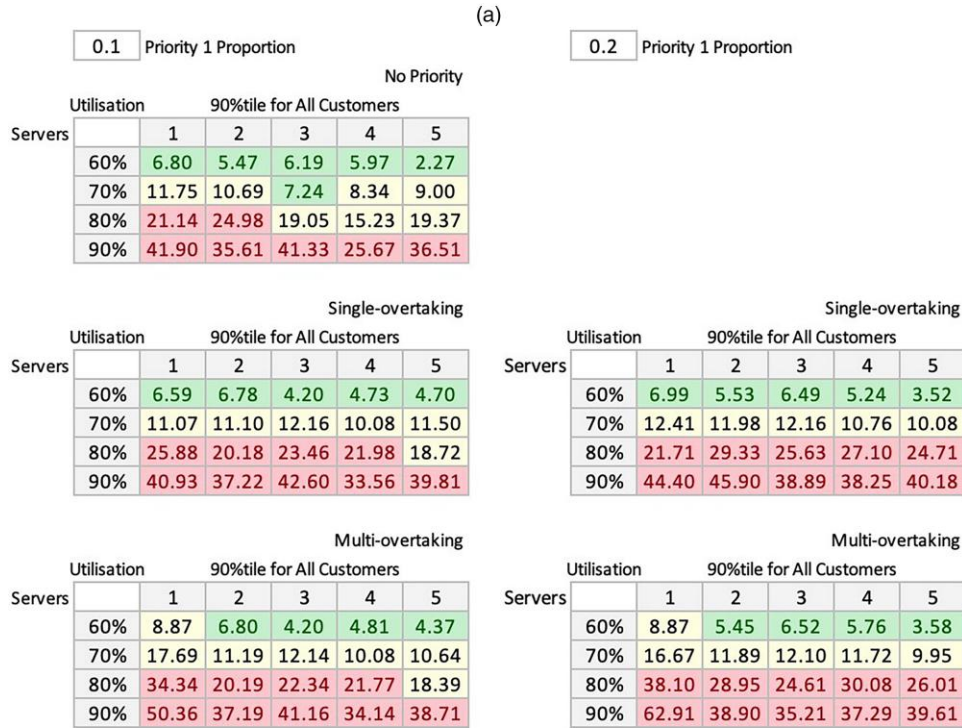 (a)
0.1 Priority 1 Proportion
0.2 Priority 1 Proportion
No Priority
Utilisation 90%tile for All Customers
Servers 1 2 3 4 5
60% 6.80 5.47 6.19 5.97 2.27
70% 11.75 10.69 7.24 8.34 9.00
80% 21.14 24.98 19.05 15.23 19.37
90% 41.90 35.61 41.33 25.67 36.51
Single-overtaking
Utilisation 90%tile for All Customers
Servers 1 2 3 4 5
60% 6.59 6.78 4.20 4.73 4.70
70% 11.07 11.10 12.16 10.08 11.50
80% 25.88 20.18 23.46 21.98 18.72
90% 40.93 37.22 42.60 33.56 39.81
Single-overtaking
Utilisation 90%tile for All Customers
Servers 1 2 3 4 5
60% 6.99 5.53 6.49 5.24 3.52
70% 12.41 11.98 12.16 10.76 10.08
80% 21.71 29.33 25.63 27.10 24.71
90% 44.40 45.90 38.89 38.25 40.18
Multi-overtaking
Utilisation 90%tile for All Customers
Servers 1 2 3 4 5
60% 8.87 6.80 4.20 4.81 4.37
70% 17.69 11.19 12.14 10.08 10.64
80% 34.34 20.19 22.34 21.77 18.39
90% 50.36 37.19 41.16 34.14 38.71
Multi-overtaking
Utilisation 90%tile for All Customers
Servers 1 2 3 4 5
60% 8.87 5.45 6.52 5.76 3.58
70% 16.67 11.89 12.10 11.72 9.95
80% 38.10 28.95 24.61 30.08 26.01
90% 62.91 38.90 35.21 37.29 39.61